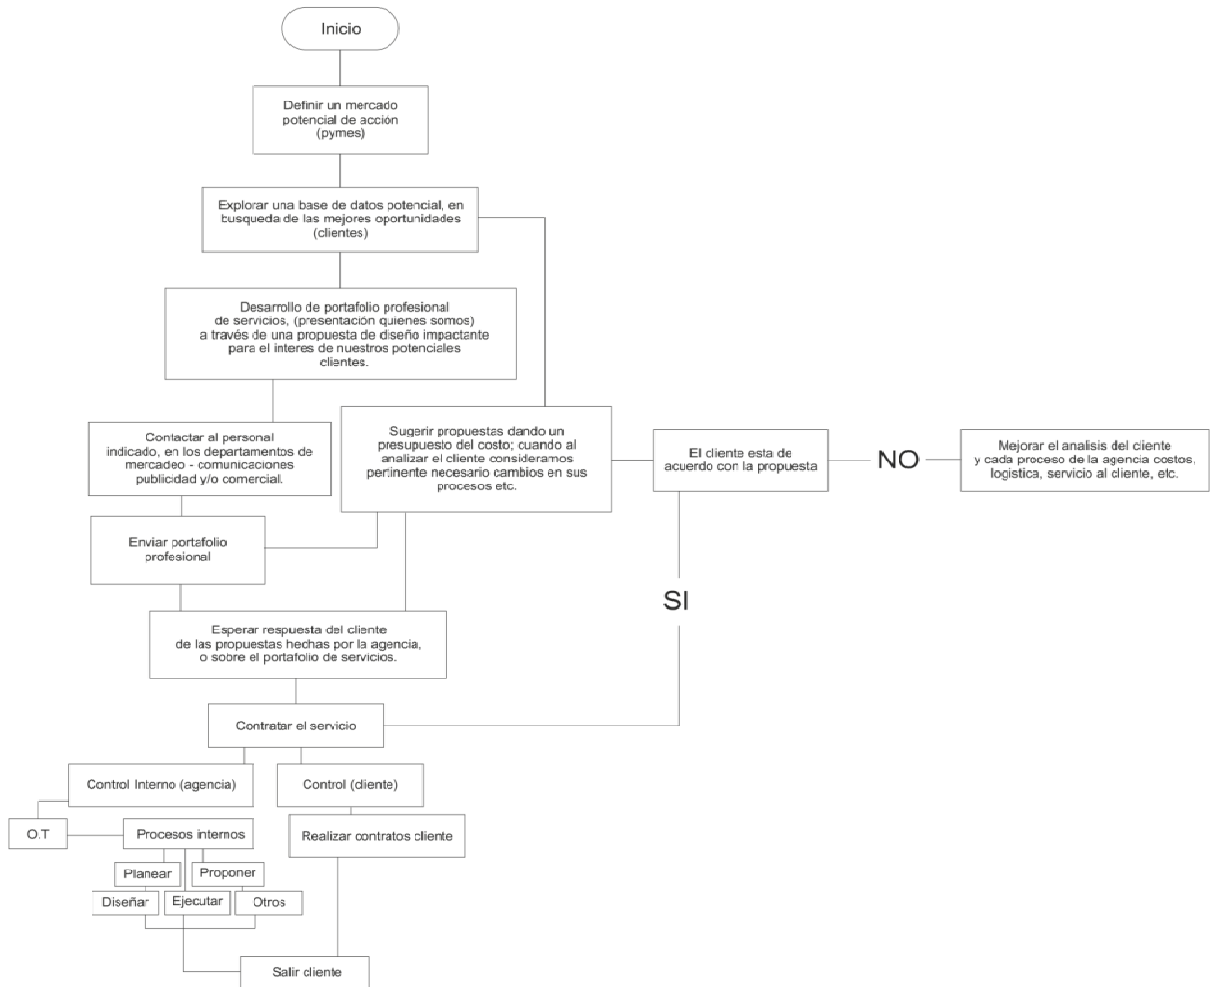 Inicio
Definir un mercado
potencial de acción
(pymes)
Explorar una base de datos potencial, en
busqueda de las mejores oportunidades
(clientes)
Desarrollo de portafolio profesional
de servicios, (presentación quienes somos)
a través de una propuesta de diseño impactante
para el interes de nuestros potenciales
clientes.
Contactar al personal
indicado, en los departamentos de
mercadeo - comunicaciones
publicidad y/o comercial.
Sugerir propuestas dando un
presupuesto del costo; cuando al
analizar el cliente consideramos
pertinente necesario cambios en sus
procesos etc.
El cliente esta de
acuerdo con la propuesta
NO
Mejorar el analisis del cliente
y cada proceso de la agencia costos,
logística, servicio al cliente, etc.
Enviar portafolio
profesional
SI
Esperar respuesta del cliente
de las propuestas hechas por la agencia,
o sobre el portafolio de servicios.
Contratar el servicio
Control Interno (agencia)
Control (cliente)
O.T
Procesos internos
Realizar contratos cliente
Planear
Proponer
Diseñar
Ejecutar
Otros
Salir cliente